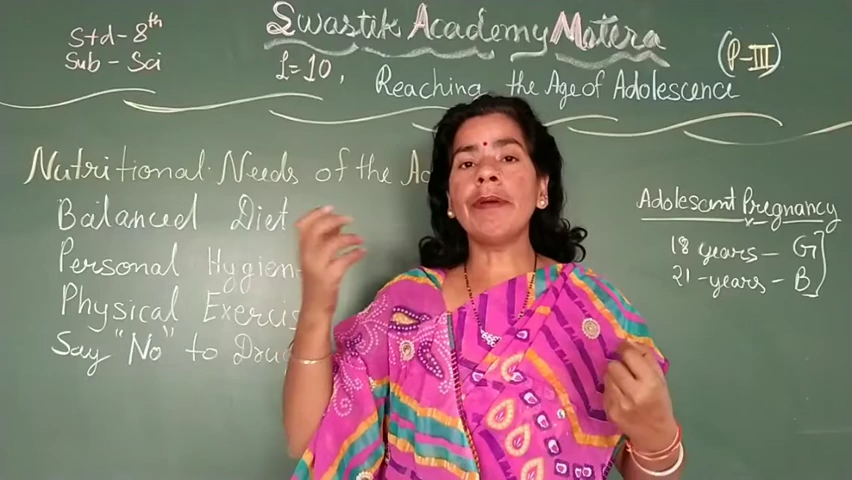 Swastik Academy Matera
Std - 8th
Sub - Sci
L = 10,
(P-III)
Reaching the Age of Adolescence
Nutritional Needs of the
Balanced Diet
Personal
Physical
Say "No" to
Adolescent Pregnancy
18 years - G
21 - years - B